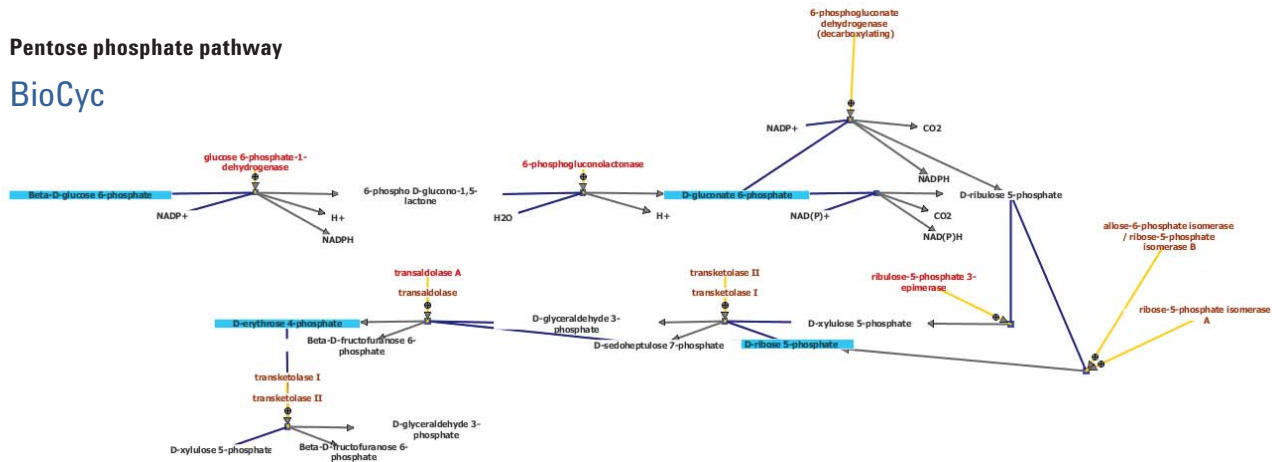 6-phosphogluconate
dehydrogenase
(decarboxylating)
Pentose phosphate pathway
BioCyc
NADP+
CO2
glucose 6-phosphate-1-
dehydrogenase
6-phosphogluconolactonase
NADPH
Beta-D-glucose 6-phosphate
6-phospho D-glucono-1,5-
lactone
D-gluconate 6-phosphate
D-ribulose 5-phosphate
NADP+
H+
NADPH
H2O
H+
NAD(P)+
CO2
NAD(P)H
allose-6-phosphate isomerase
/ ribose-5-phosphate
isomerase B
transaldolase A
transaldolase
transketolase II
transketolase I
ribulose-5-phosphate 3-
epimerase
ribose-5-phosphate isomerase
A
D-erythrose 4-phosphate
Beta-D-fructofuranose 6-
phosphate
D-glyceraldehyde 3-
phosphate
D-sedoheptulose 7-phosphate
D-xylulose 5-phosphate
D-ribose 5-phosphate
transketolase I
transketolase II
D-xylulose 5-phosphate
D-glyceraldehyde 3-
phosphate
Beta-D-fructofuranose 6-
phosphate